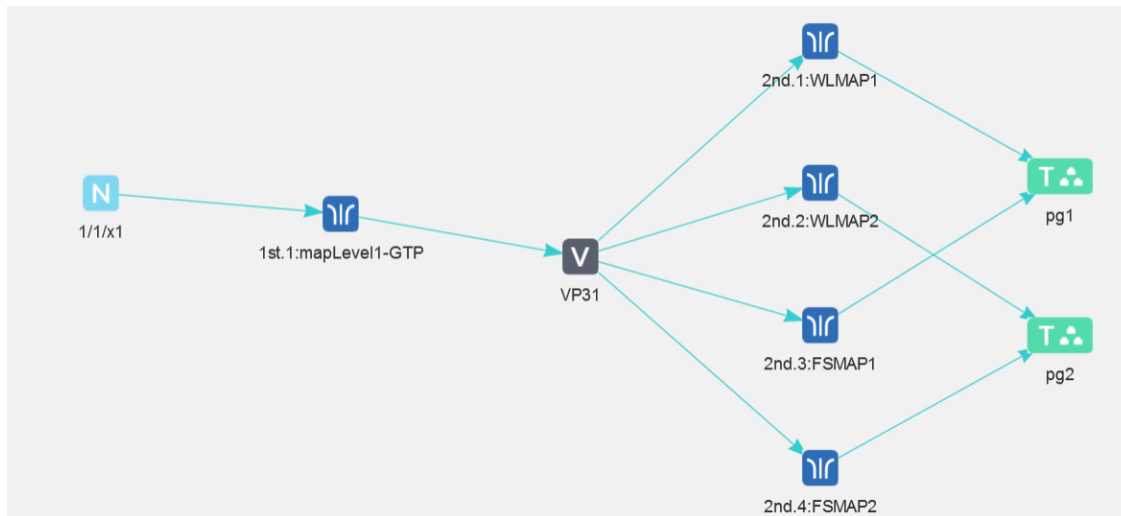 2nd.1:WLMAP1
N
1/1/x1
1st.1:mapLevel1-GTP
V
VP31
2nd.2:WLMAP2
2nd.3:FSMAP1
2nd.4:FSMAP2
T
pg1
T
pg2